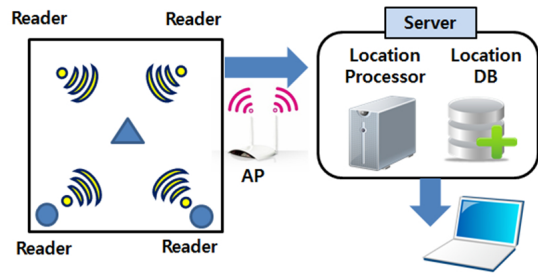 Reader
Reader
Server
Location
Processor
Location
DB
AP
Reader
Reader